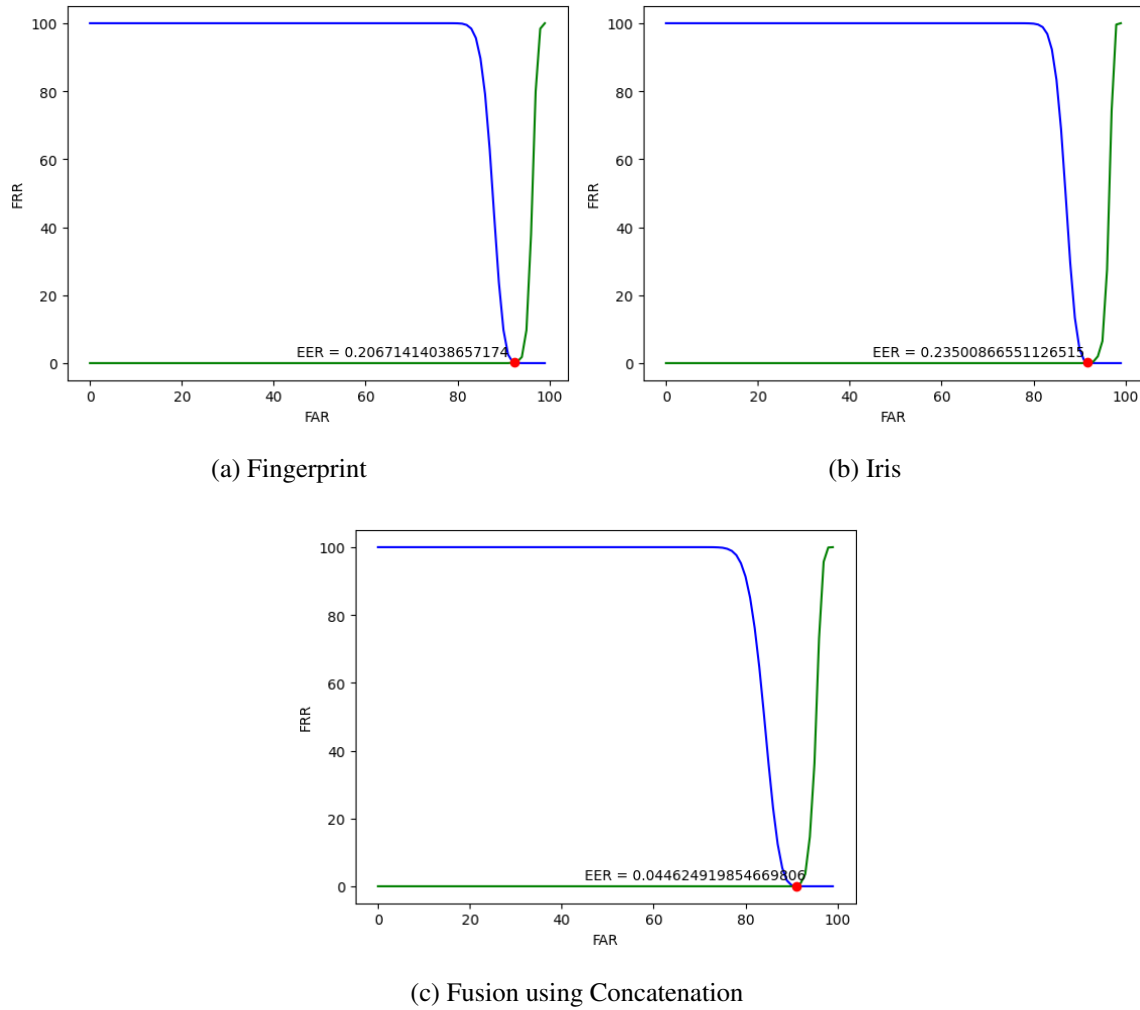 100
80
60
40
20
0
FRR
EER = 0.20671414038657174
0 20 40 60 80 100
FAR
(a) Fingerprint
100
80
60
40
20
0
FRR
EER = 0.23500866551126515
0 20 40 60 80 100
FAR
(b) Iris
100
80
60
40
20
0
FRR
EER = 0.044624919854669806
0 20 40 60 80 100
FAR
(c) Fusion using Concatenation